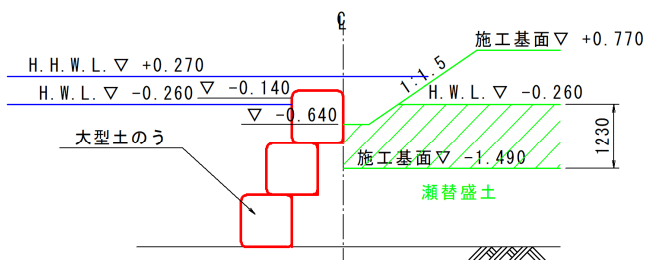 ℄
施工基面▽ +0.770
H.H.W.L.▽ +0.270
1:1.5
▽ -0.140
H.W.L.▽ -0.260
H.W.L.▽ -0.260
▽ -0.640
大型土のう
1230
施工基面▽ -1.490
瀬替盛土